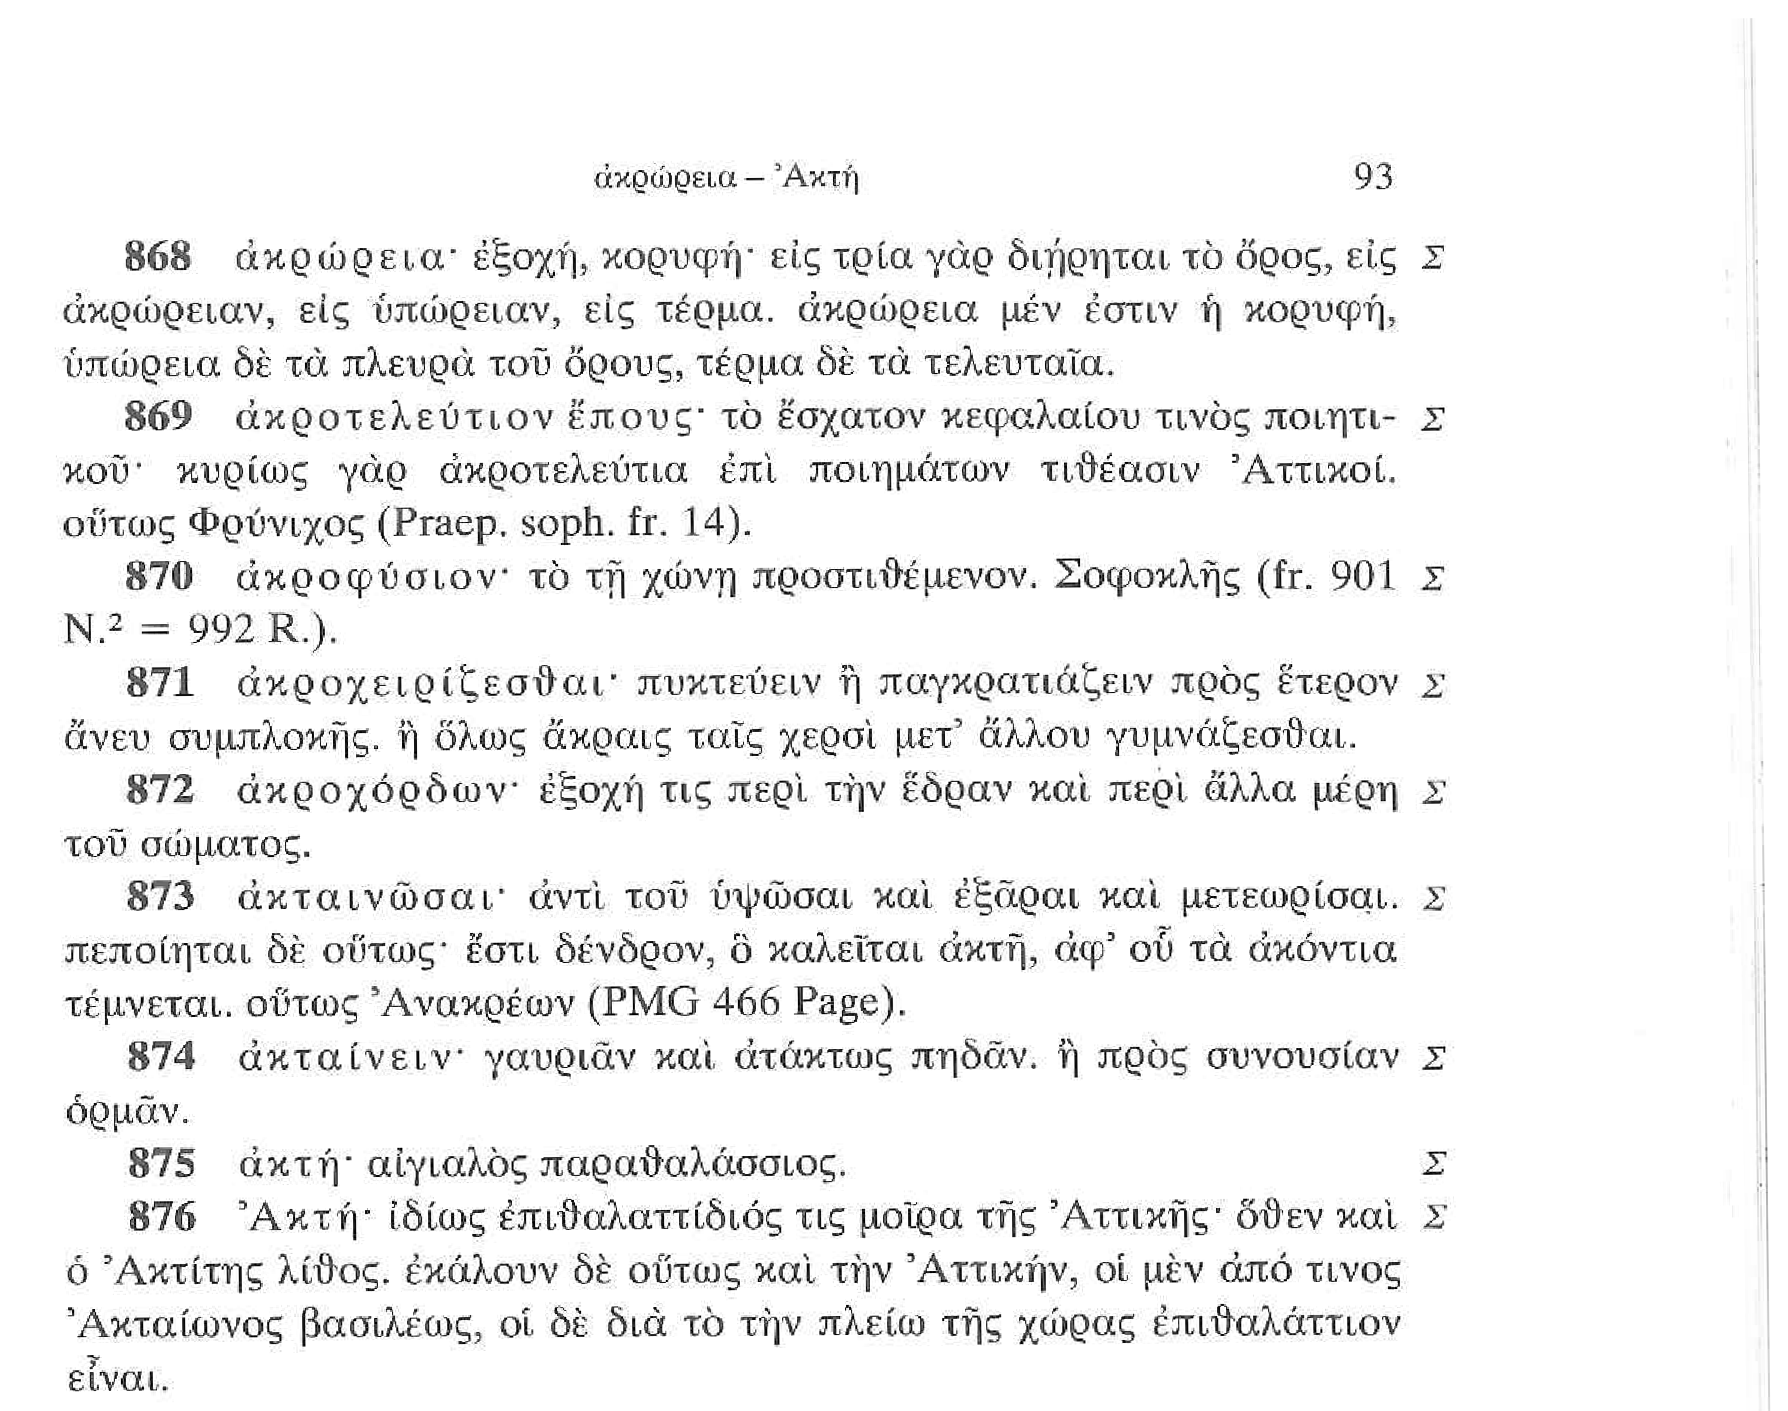 ἀκρώρεια – Ἀκτή 93
868 ἀκρώρεια· ἐξοχή, κορυφή· εἰς τρία γὰρ διῄρηται τὸ ὄρος, εἰς Σ
ἀκρώρειαν, εἰς ὑπώρειαν, εἰς τέρμα. ἀκρώρεια μέν ἐστιν ἡ κορυφή,
ὑπώρεια δὲ τὰ πλευρὰ τοῦ ὄρους, τέρμα δὲ τὰ τελευταῖα.
869 ἀκροτελεύτιον ἔπους· τὸ ἔσχατον κεφαλαίου τινὸς ποιητι- Σ
κοῦ· κυρίως γὰρ ἀκροτελεύτια ἐπὶ ποιημάτων τιθέασιν Ἀττικοί.
οὕτως Φρύνιχος (Praep. soph. fr. 14).
870 ἀκροφύσιον· τὸ τῇ χώνῃ προστιθέμενον. Σοφοκλῆς (fr. 901 Σ
N.² = 992 R.).
871 ἀκροχειρίζεσθαι· πυκτεύειν ἢ παγκρατιάζειν πρὸς ἕτερον Σ
ἄνευ συμπλοκῆς. ἢ ὅλως ἄκραις ταῖς χερσὶ μετ’ ἄλλου γυμνάζεσθαι.
872 ἀκροχόρδων· ἐξοχή τις περὶ τὴν ἕδραν καὶ περὶ ἄλλα μέρη Σ
τοῦ σώματος.
873 ἀκταινῶσαι· ἀντὶ τοῦ ὑψῶσαι καὶ ἐξᾶραι καὶ μετεωρίσαι. Σ
πεποίηται δὲ οὕτως· ἔστι δένδρον, ὃ καλεῖται ἀκτῆ, ἀφ’ οὗ τὰ ἀκόντια
τέμνεται. οὕτως Ἀνακρέων (PMG 466 Page).
874 ἀκταίνειν· γαυριᾶν καὶ ἀτάκτως πηδᾶν. ἢ πρὸς συνουσίαν Σ
ὁρμᾶν.
875 ἀκτή· αἰγιαλὸς παραθαλάσσιος. Σ
876 Ἀκτή· ἰδίως ἐπιθαλαττίδιός τις μοῖρα τῆς Ἀττικῆς· ὅθεν καὶ Σ
ὁ Ἀκτίτης λίθος. ἐκάλουν δὲ οὕτως καὶ τὴν Ἀττικήν, οἱ μὲν ἀπό τινος
Ἀκταίωνος βασιλέως, οἱ δὲ διὰ τὸ τὴν πλείω τῆς χώρας ἐπιθαλάττιον
εἶναι.